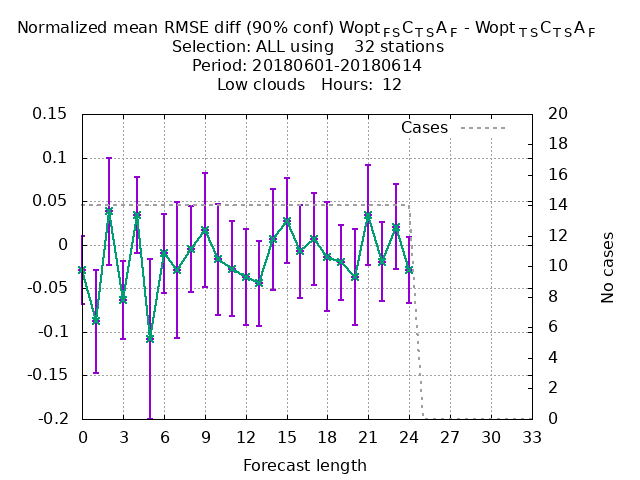 Normalized mean RMSE diff (90% conf) Wopt FS C TS A F - Wopt TS C TS A F
Selection: ALL using 32 stations
Period: 20180601-20180614
Low clouds Hours: 12
Cases
0.15
0.1
0.05
0
-0.05
-0.1
-0.15
-0.2
20
18
16
14
12
10
8
6
4
2
0
No cases
0 3 6 9 12 15 18 21 24 27 30 33
Forecast length